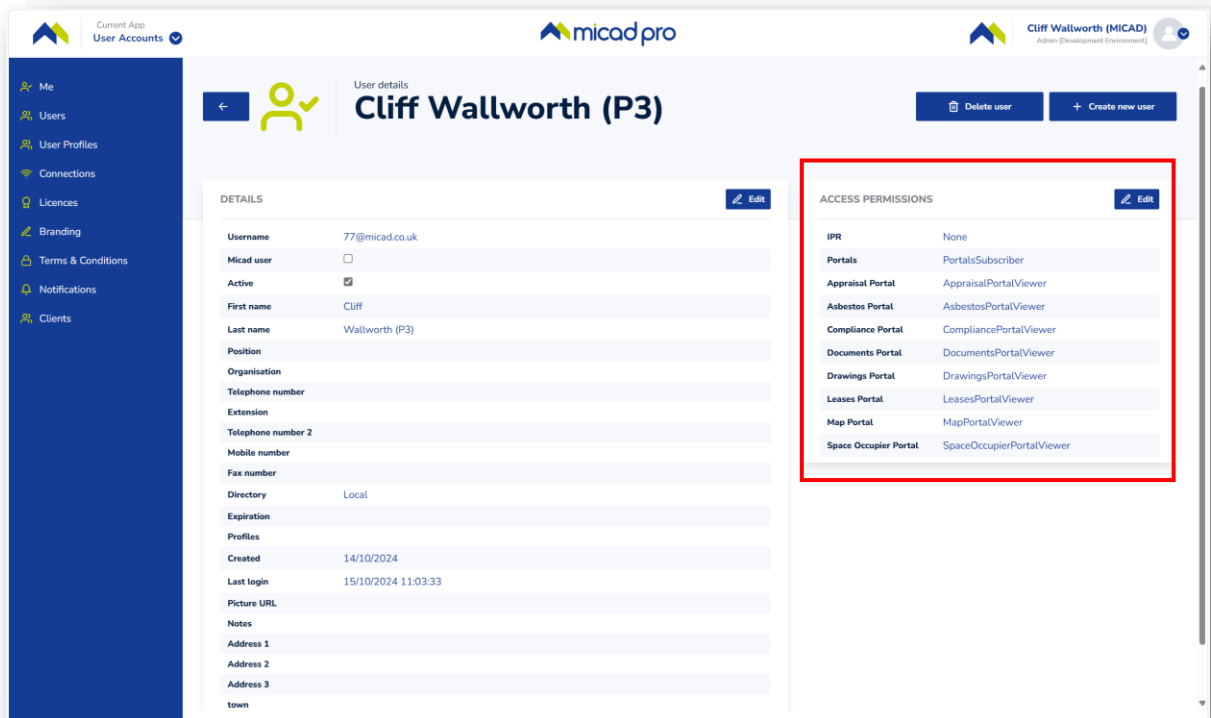 Current App
User Accounts
micad pro
Cliff Wallworth (MICAD)
Admin [Development Environment]
Me
Users
User Profiles
Connections
Licences
Branding
Terms & Conditions
Notifications
Clients
User details
Cliff Wallworth (P3)
Delete user
+ Create new user
DETAILS
Edit
Username 77@micad.co.uk
Micad user
Active
First name Cliff
Last name Wallworth (P3)
Position
Organisation
Telephone number
Extension
Telephone number 2
Mobile number
Fax number
Directory Local
Expiration
Profiles
Created 14/10/2024
Last login 15/10/2024 11:03:33
Picture URL
Notes
Address 1
Address 2
Address 3
town
ACCESS PERMISSIONS
Edit
IPR None
Portals PortalsSubscriber
Appraisal Portal AppraisalPortalViewer
Asbestos Portal AsbestosPortalViewer
Compliance Portal CompliancePortalViewer
Documents Portal DocumentsPortalViewer
Drawings Portal DrawingsPortalViewer
Leases Portal LeasesPortalViewer
Map Portal MapPortalViewer
Space Occupier Portal SpaceOccupierPortalViewer